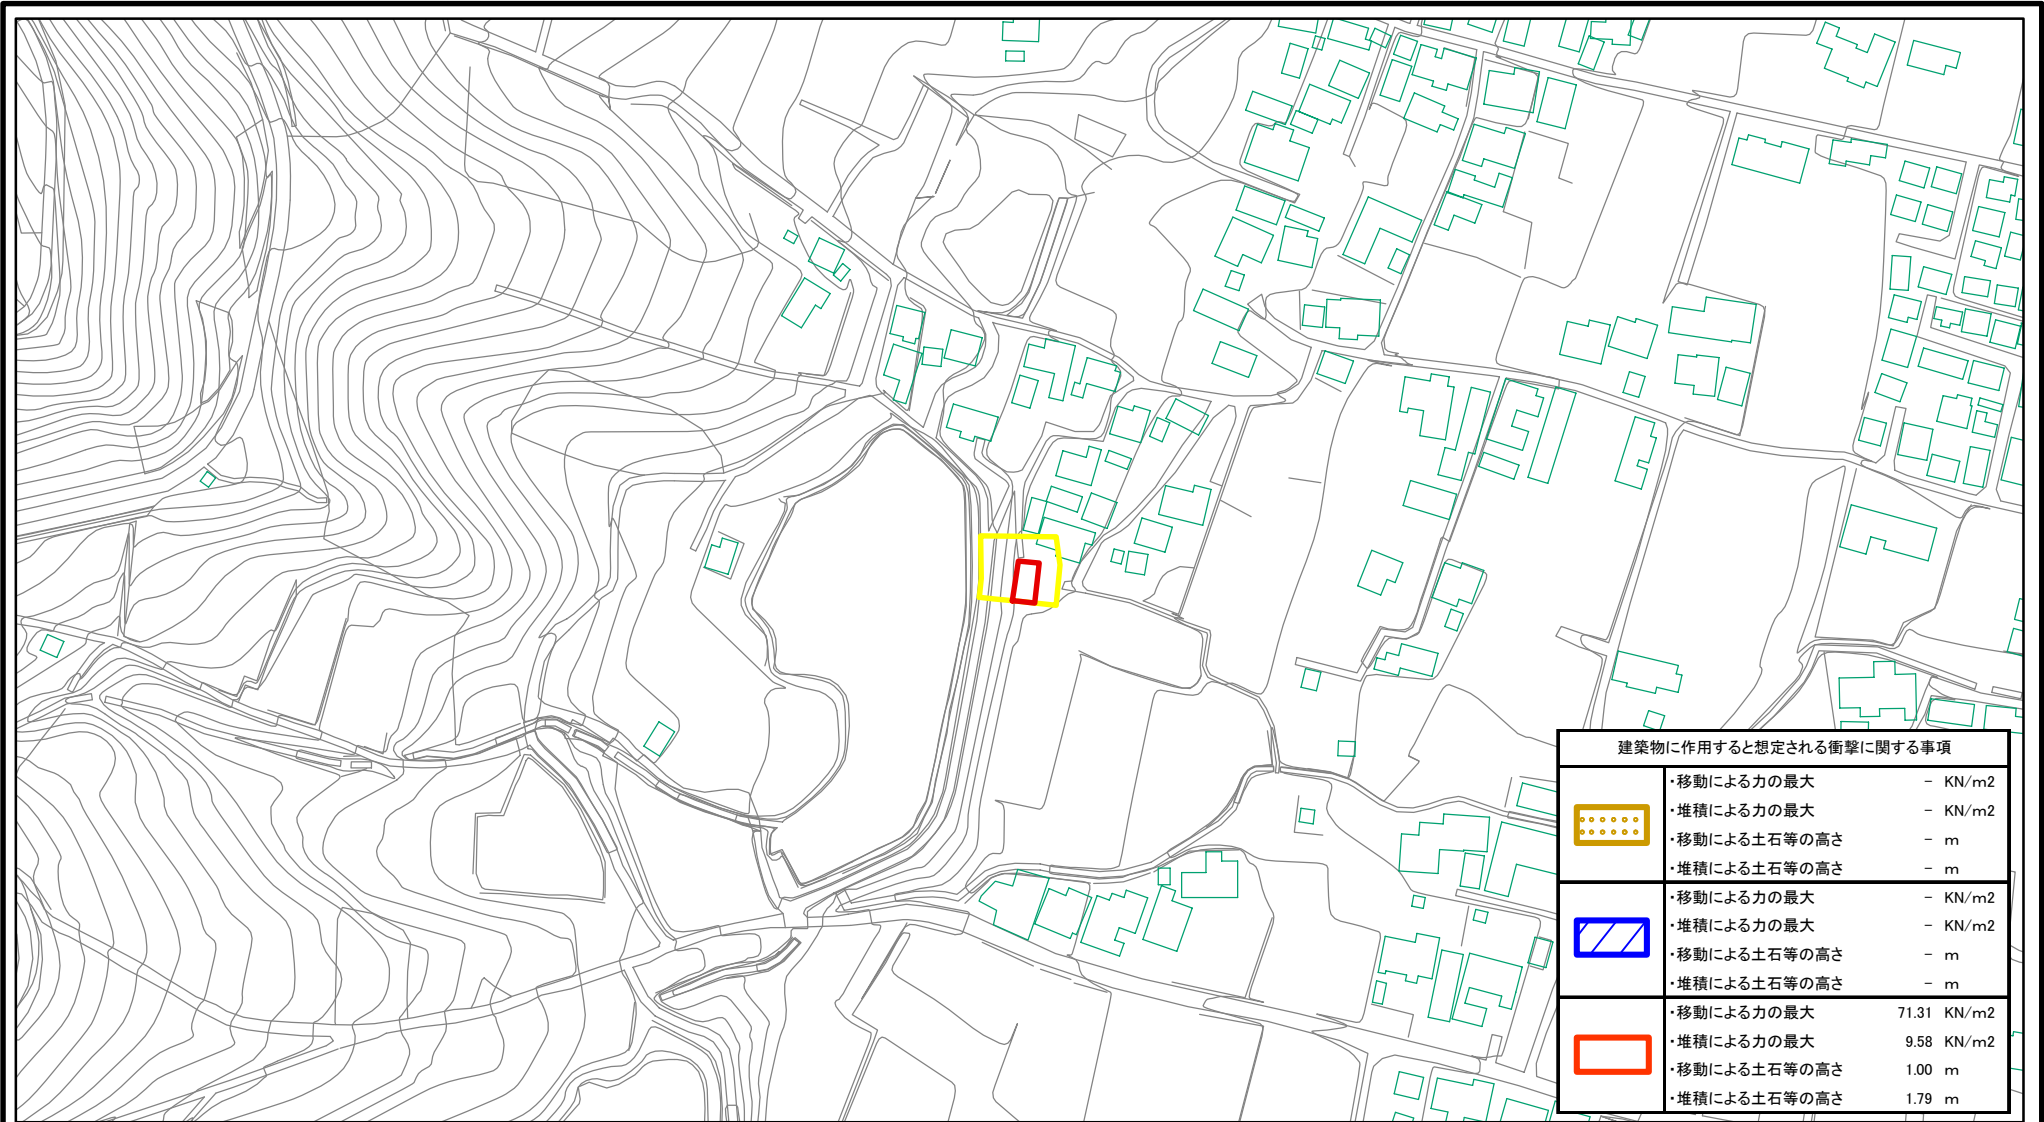 建築物に作用すると想定される衝撃に関する事項
・移動による力の最大 － KN/m2
・堆積による力の最大 － KN/m2
・移動による土石等の高さ － m
・堆積による土石等の高さ － m
・移動による力の最大 － KN/m2
・堆積による力の最大 － KN/m2
・移動による土石等の高さ － m
・堆積による土石等の高さ － m
・移動による力の最大 71.31 KN/m2
・堆積による力の最大 9.58 KN/m2
・移動による土石等の高さ 1.00 m
・堆積による土石等の高さ 1.79 m